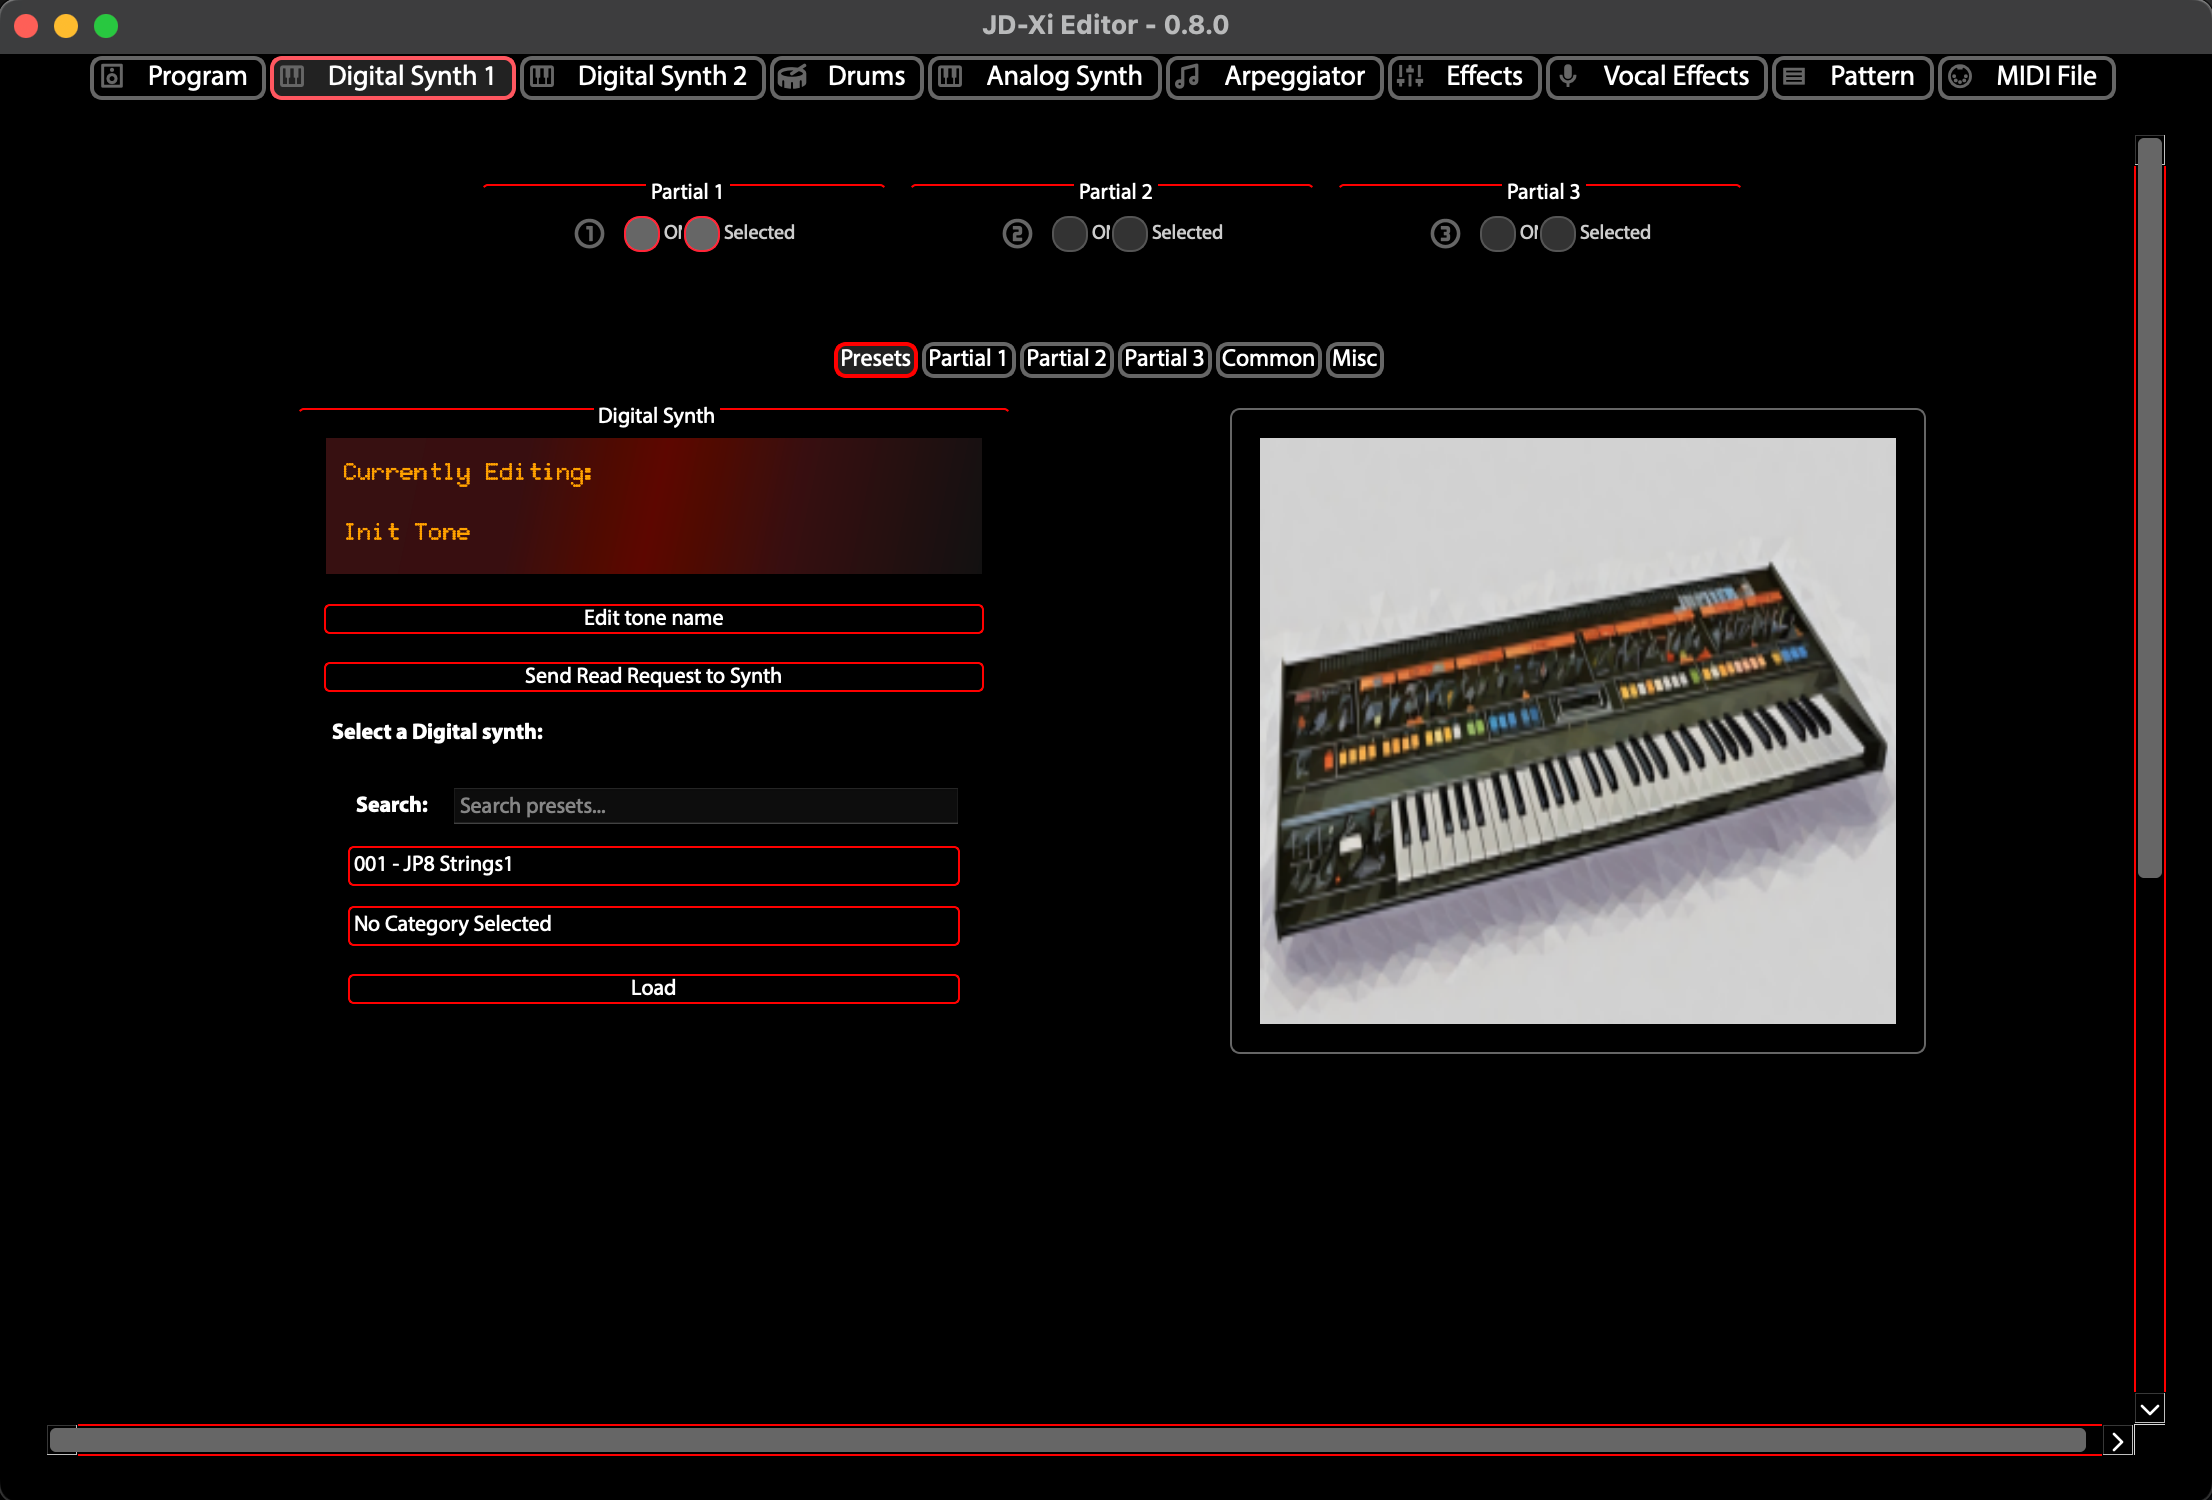 JD-Xi Editor - 0.8.0
Program Digital Synth 1 Digital Synth 2 Drums Analog Synth Arpeggiator Effects Vocal Effects Pattern MIDI File
Partial 1 Partial 2 Partial 3
1 Selected 2 Selected 3 Selected
Presets Partial 1 Partial 2 Partial 3 Common Misc
Digital Synth
Currently Editing:
Init Tone
Edit tone name
Send Read Request to Synth
Select a Digital synth:
Search: Search presets...
001 - JP8 Strings1
No Category Selected
Load